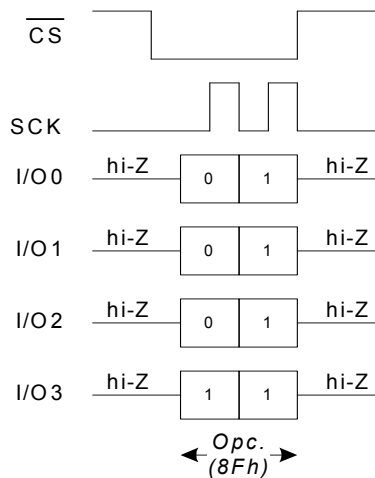 CS
SCK
I/O0 hi-Z 0 1 hi-Z
I/O1 hi-Z 0 1 hi-Z
I/O2 hi-Z 0 1 hi-Z
I/O3 hi-Z 1 1 hi-Z
Opc.
(8Fh)